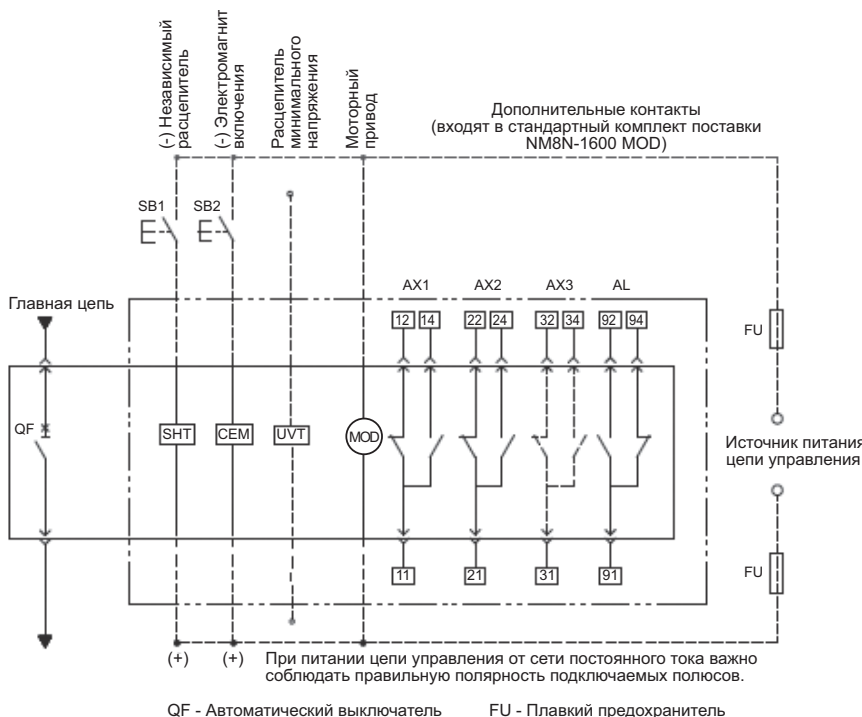 (-) Независимый
расцепитель
(-) Электромагнит
включения
Расцепитель
минимального
напряжения
Моторный
привод
Дополнительные контакты
(входят в стандартный комплект поставки
NM8N-1600 MOD)
SB1
SB2
Главная цепь
AX1
AX2
AX3
AL
12
14
22
24
32
34
92
94
FU
QF
SHT
CEM
UVT
MOD
Источник питания
цепи управления
11
21
31
91
FU
(+)
(+)
При питании цепи управления от сети постоянного тока важно
соблюдать правильную полярность подключаемых полюсов.
QF - Автоматический выключатель
FU - Плавкий предохранитель